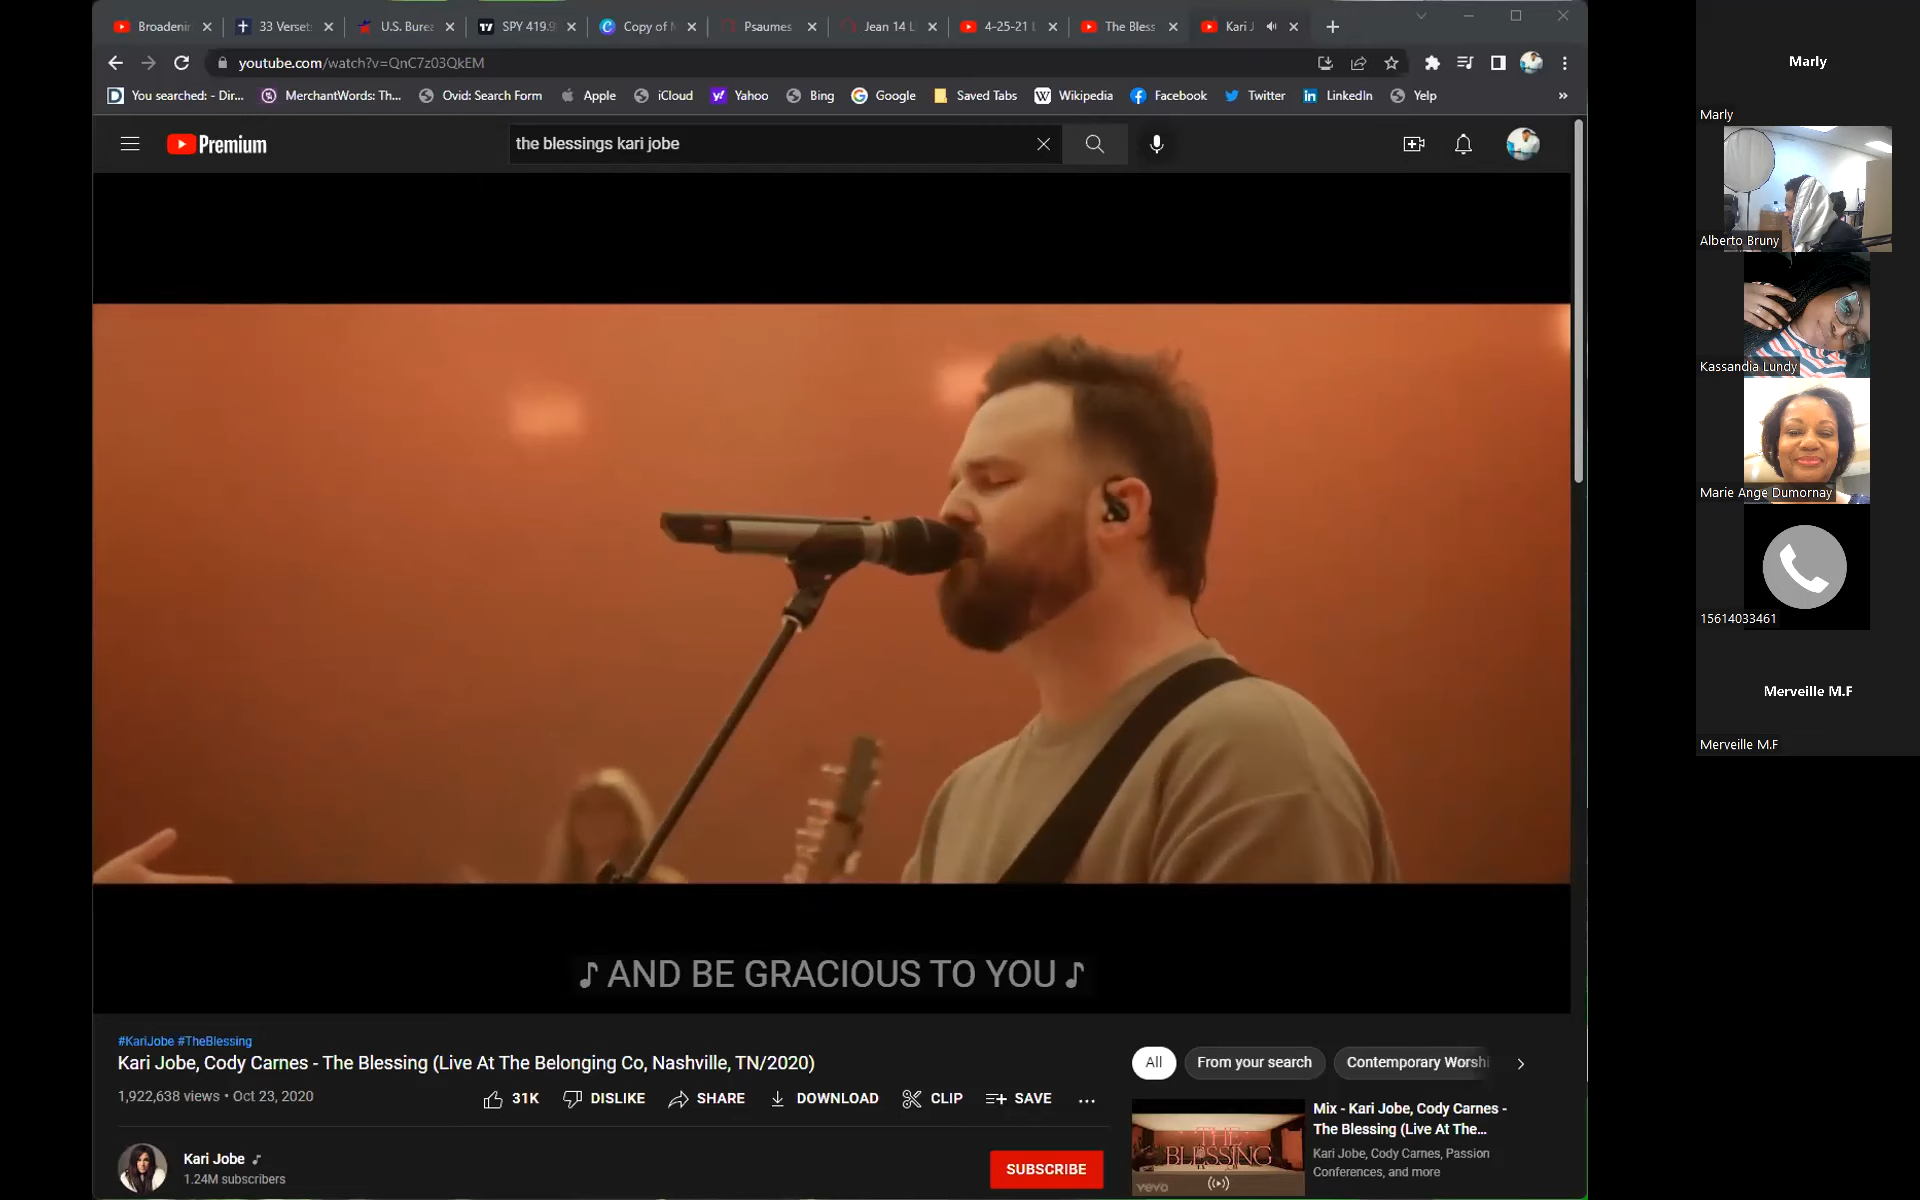 Broadenin
33 Verset
U.S. Burea
SPY 419.9
Copy of
Psaumes
Jean 14 L
4-25-21
The Bless
Kari J
youtube.com/watch?v=QnC7z03QkEM
You searched: - Dir...
MerchantWords: Th...
Ovid: Search Form
Apple
iCloud
Yahoo
Bing
Google
Saved Tabs
Wikipedia
Facebook
Twitter
LinkedIn
Yelp
»
Premium
the blessings kari jobe
♪ AND BE GRACIOUS TO YOU ♪
#KariJobe #TheBlessing
Kari Jobe, Cody Carnes - The Blessing (Live At The Belonging Co, Nashville, TN/2020)
1,922,638 views • Oct 23, 2020
31K
DISLIKE
SHARE
DOWNLOAD
CLIP
SAVE
...
Kari Jobe ♪
1.24M subscribers
SUBSCRIBE
All
From your search
Contemporary Worshi
THE
BLESSING
vevo
Mix - Kari Jobe, Cody Carnes -
The Blessing (Live At The...
Kari Jobe, Cody Carnes, Passion
Conferences, and more
Marly
Marly
Alberto Bruny
Kassandia Lundy
Marie Ange Dumornay
15614033461
Merveille M.F
Merveille M.F